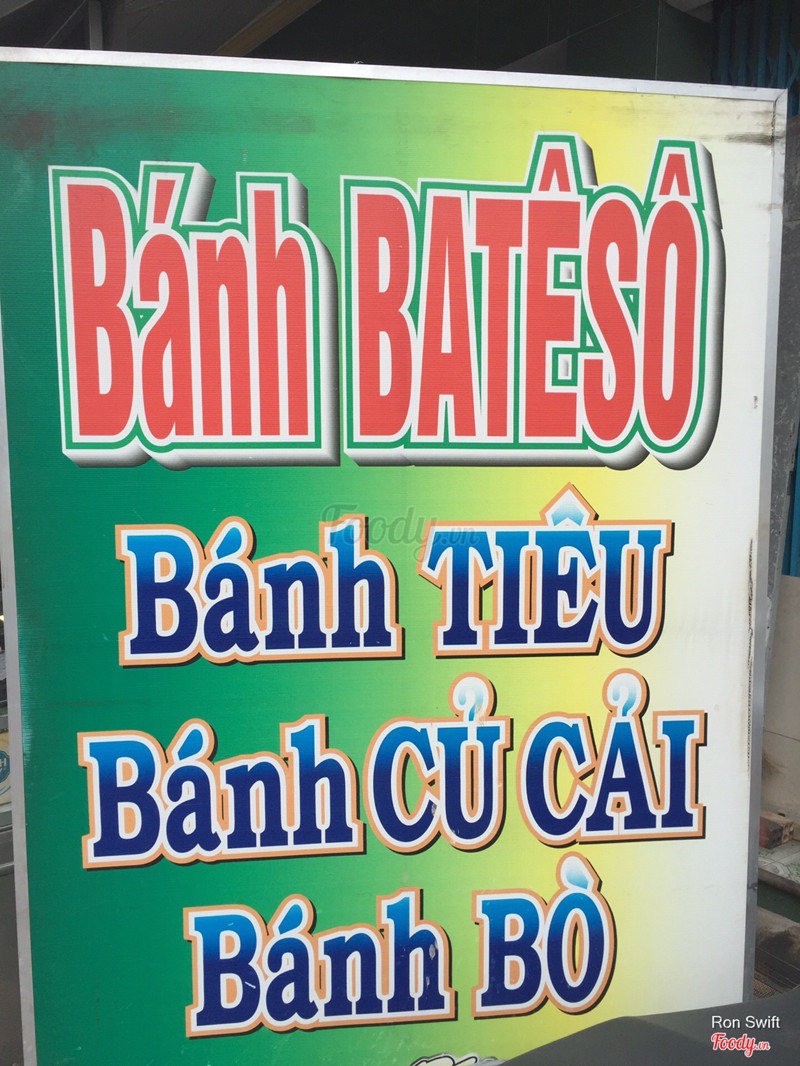 Bánh BATÊSÔ
Foody.vn
Bánh TIÊU
Bánh CỦ CẢI
Bánh BÒ
Ron Swift
Foody.vn